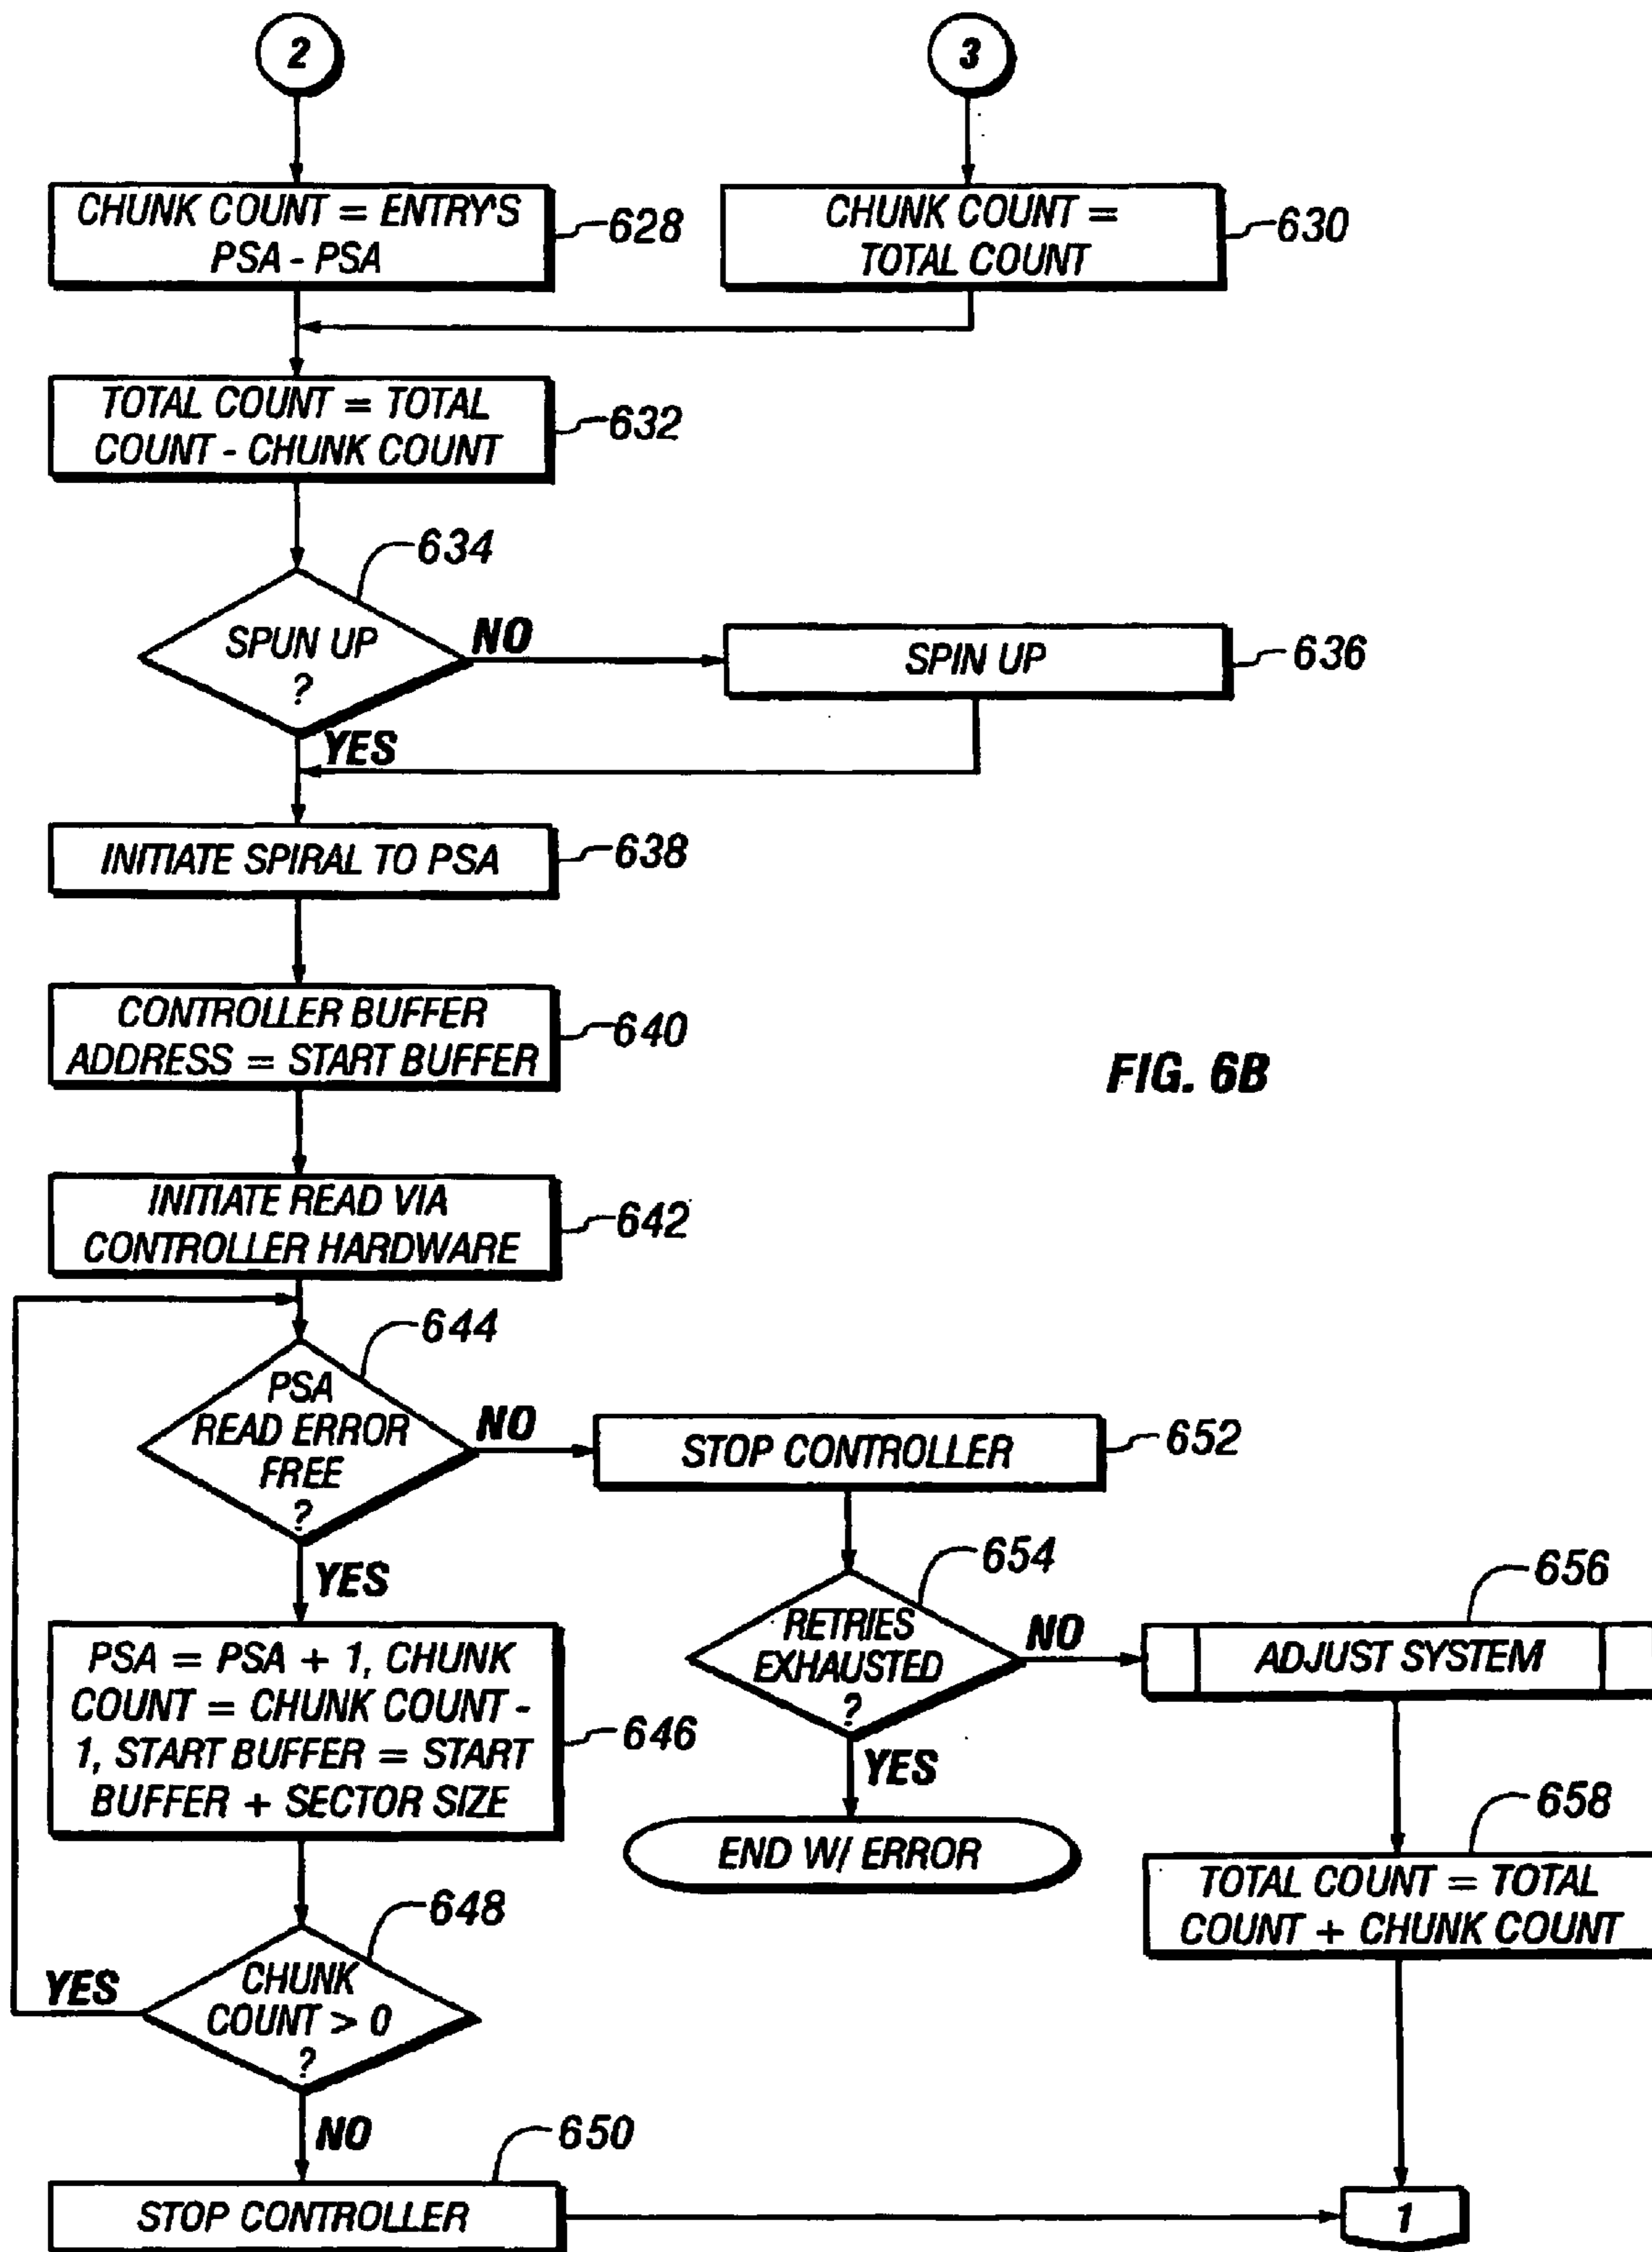 2
3
CHUNK COUNT = ENTRY'S
PSA - PSA
628
CHUNK COUNT =
TOTAL COUNT
630
TOTAL COUNT = TOTAL
COUNT - CHUNK COUNT
632
634
SPUN UP
?
NO
SPIN UP
636
YES
INITIATE SPIRAL TO PSA
638
CONTROLLER BUFFER
ADDRESS = START BUFFER
640
FIG. 6B
INITIATE READ VIA
CONTROLLER HARDWARE
642
644
PSA
READ ERROR
FREE
?
NO
STOP CONTROLLER
652
YES
654
RETRIES
EXHAUSTED
?
NO
656
ADJUST SYSTEM
PSA = PSA + 1, CHUNK
COUNT = CHUNK COUNT -
1, START BUFFER = START
BUFFER + SECTOR SIZE
646
YES
END W/ ERROR
658
TOTAL COUNT = TOTAL
COUNT + CHUNK COUNT
648
CHUNK
COUNT > 0
?
YES
NO
650
STOP CONTROLLER
1